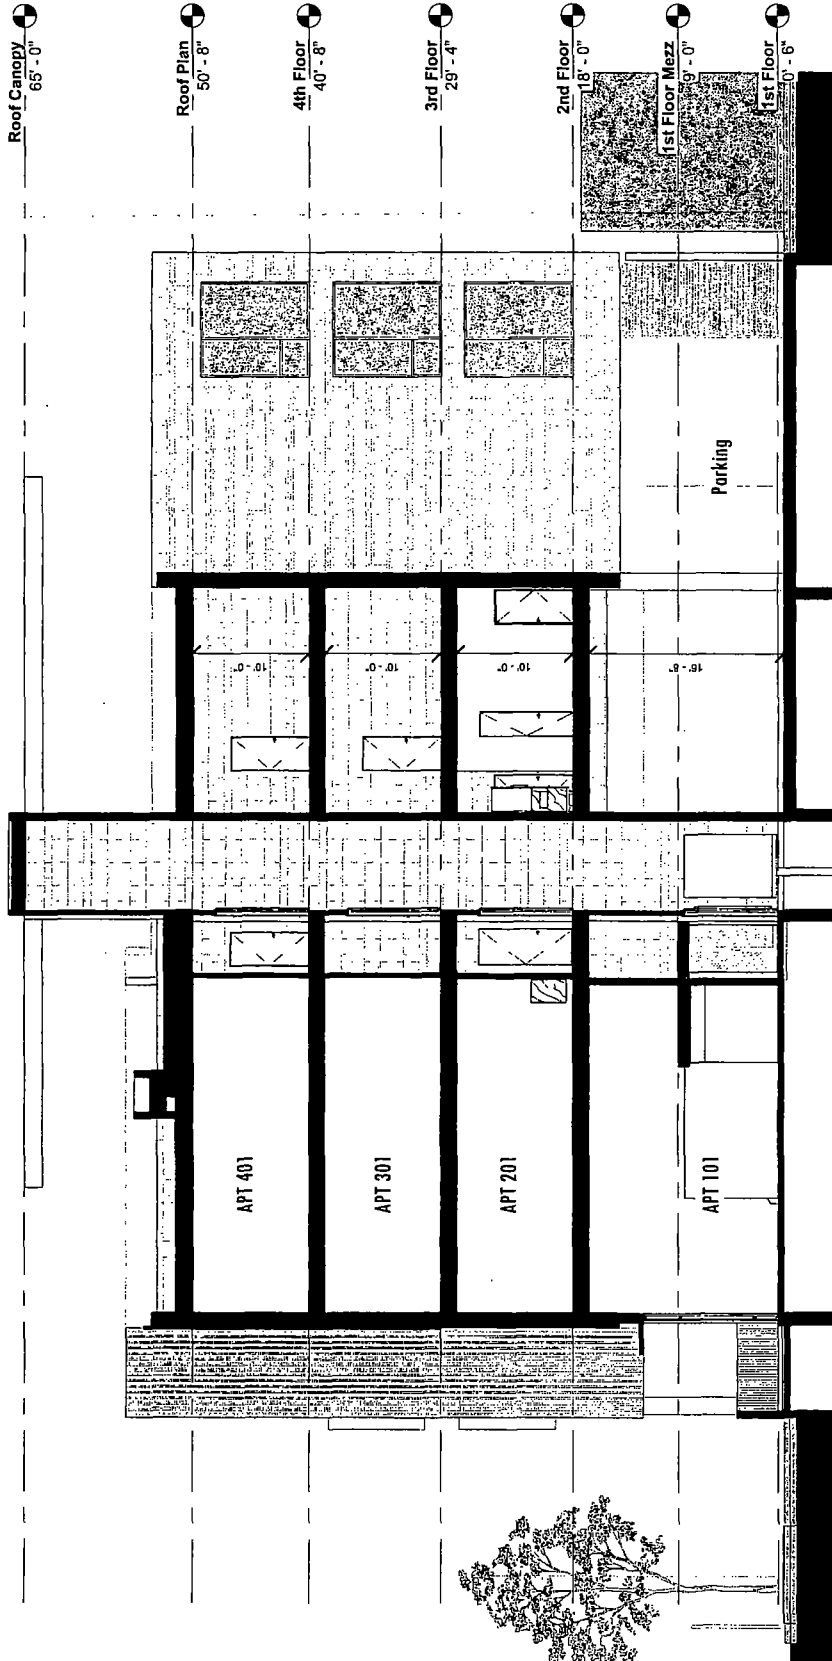 Roof Canopy
65' - 0"
Roof Plan
50' - 8"
4th Floor
40' - 8"
3rd Floor
29' - 4"
2nd Floor
18' - 0"
1st Floor Mezz
9' - 0"
1st Floor
0' - 6"
10' - 0"
10' - 0"
10' - 0"
16' - 8"
Parking
APT 401
APT 301
APT 201
APT 101